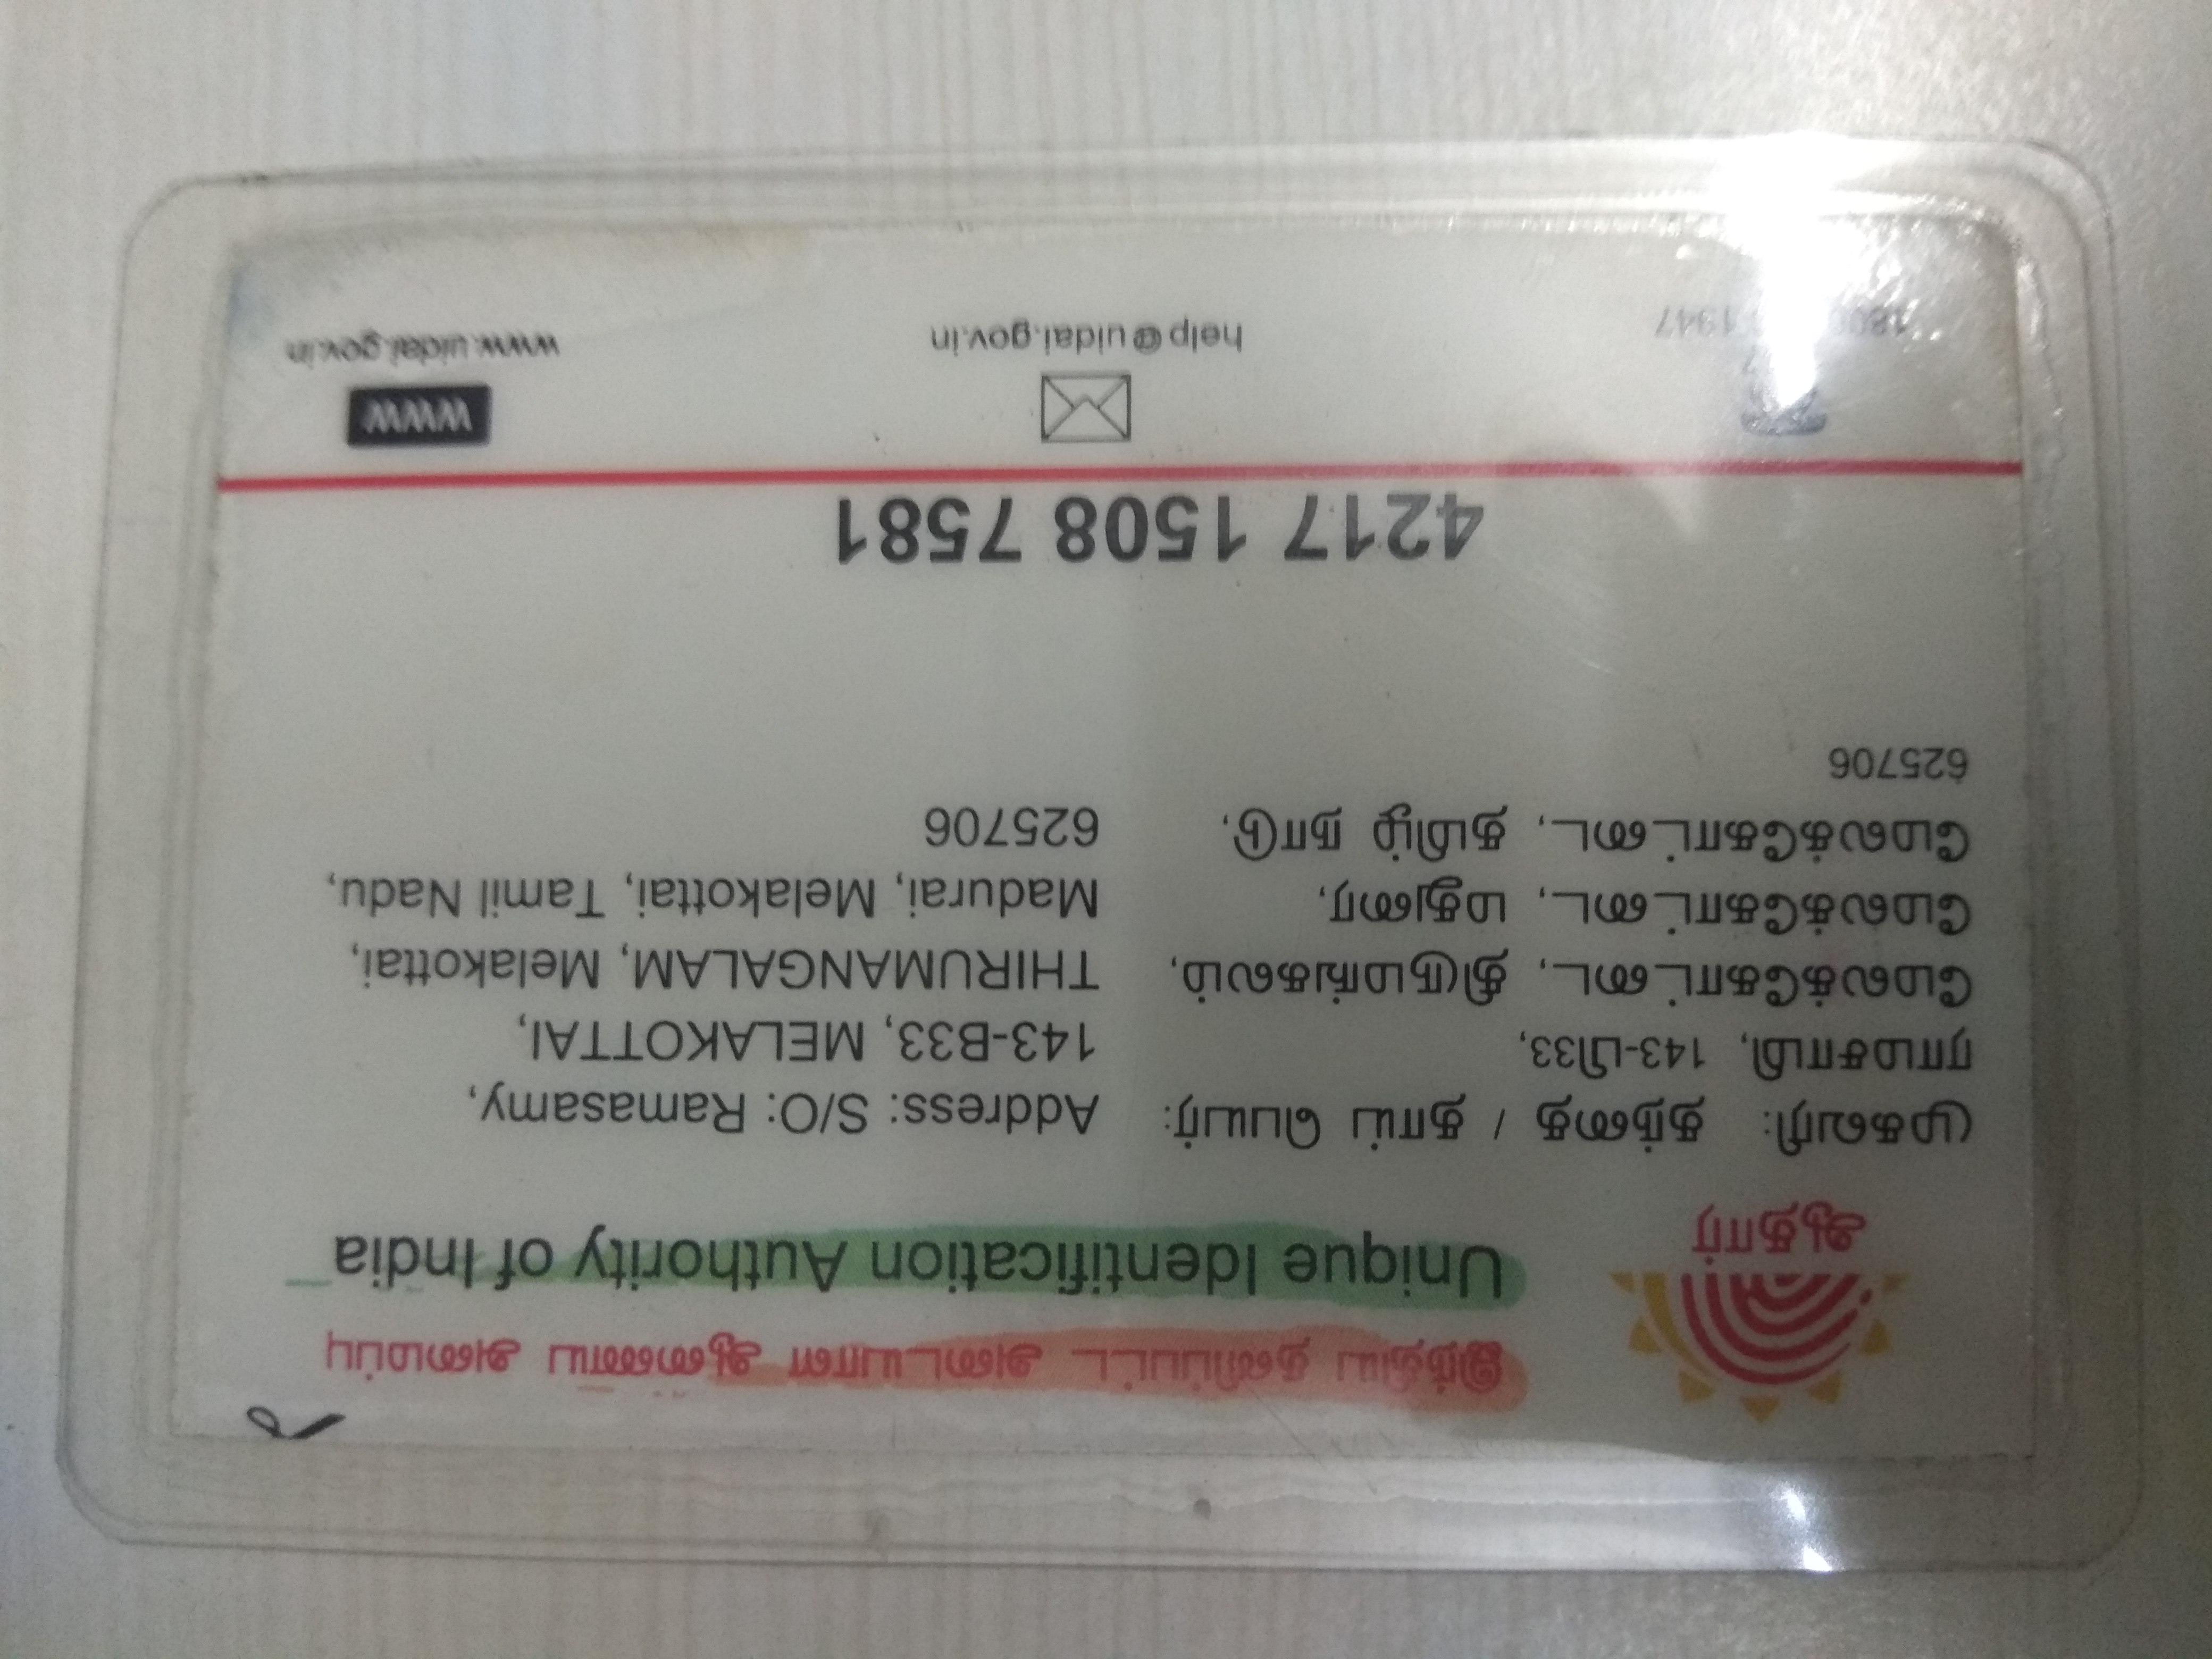 இந்திய தனிப்பட்ட அடையாள ஆணைய அமைப்பு
Unique Identification Authority of India
ஆதார்
முகவரி: தந்தை / தாய் பெயர்:
ராமசாமி, 143-பி33,
மேலக்கோட்டை, திருமங்கலம்,
மேலக்கோட்டை, மதுரை,
மேலக்கோட்டை, தமிழ் நாடு,
625706
Address: S/O: Ramasamy,
143-B33, MELAKOTTAI,
THIRUMANGALAM, Melakottai,
Madurai, Melakottai, Tamil Nadu,
625706
4217 1508 7581
1947
help@uidai.gov.in
WWW
www.uidai.gov.in